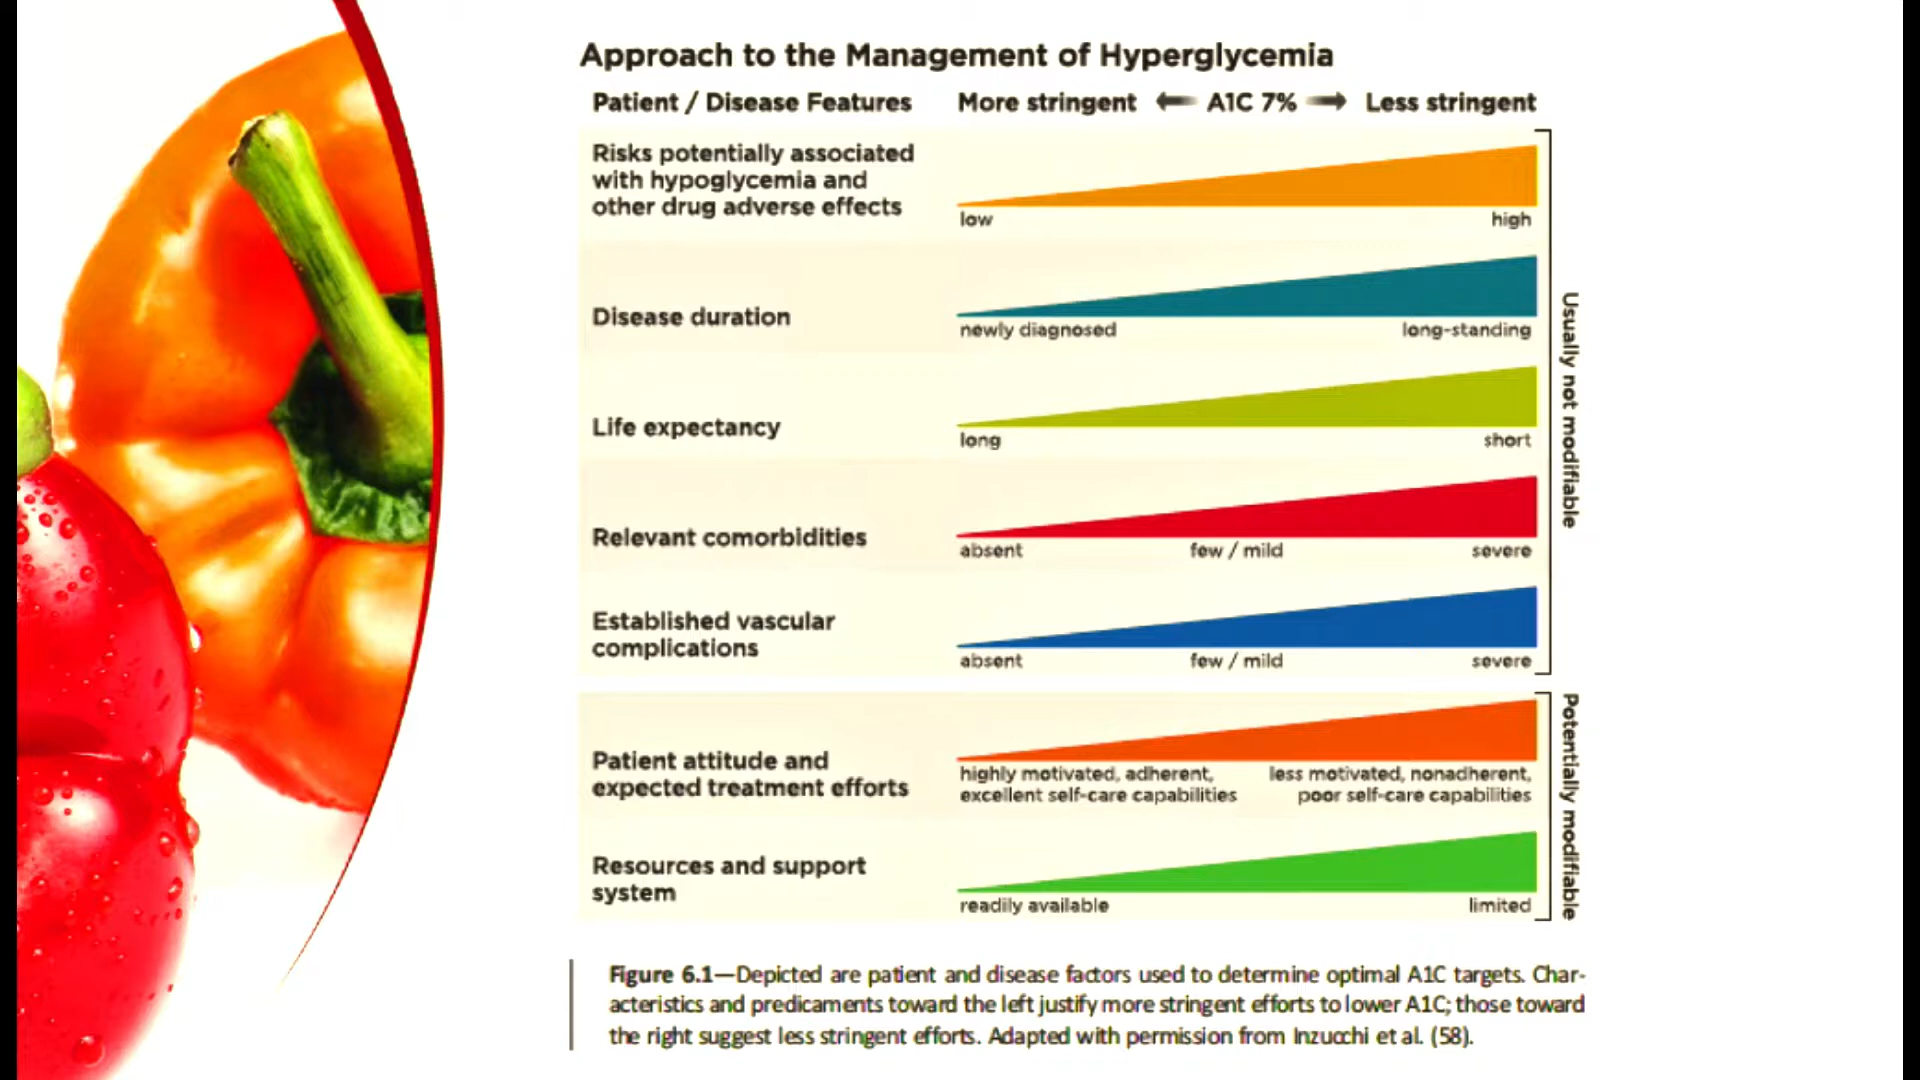 Approach to the Management of Hyperglycemia
Patient / Disease Features
More stringent ← A1C 7% → Less stringent
Risks potentially associated
with hypoglycemia and
other drug adverse effects
low
high
Disease duration
newly diagnosed
long-standing
Life expectancy
long
short
Relevant comorbidities
absent
few / mild
severe
Established vascular
complications
absent
few / mild
severe
Usually not modifiable
Patient attitude and
expected treatment efforts
highly motivated, adherent,
excellent self-care capabilities
less motivated, nonadherent,
poor self-care capabilities
Resources and support
system
readily available
limited
Potentially modifiable
Figure 6.1—Depicted are patient and disease factors used to determine optimal A1C targets. Char-
acteristics and predicaments toward the left justify more stringent efforts to lower A1C; those toward
the right suggest less stringent efforts. Adapted with permission from Inzucchi et al. (58).